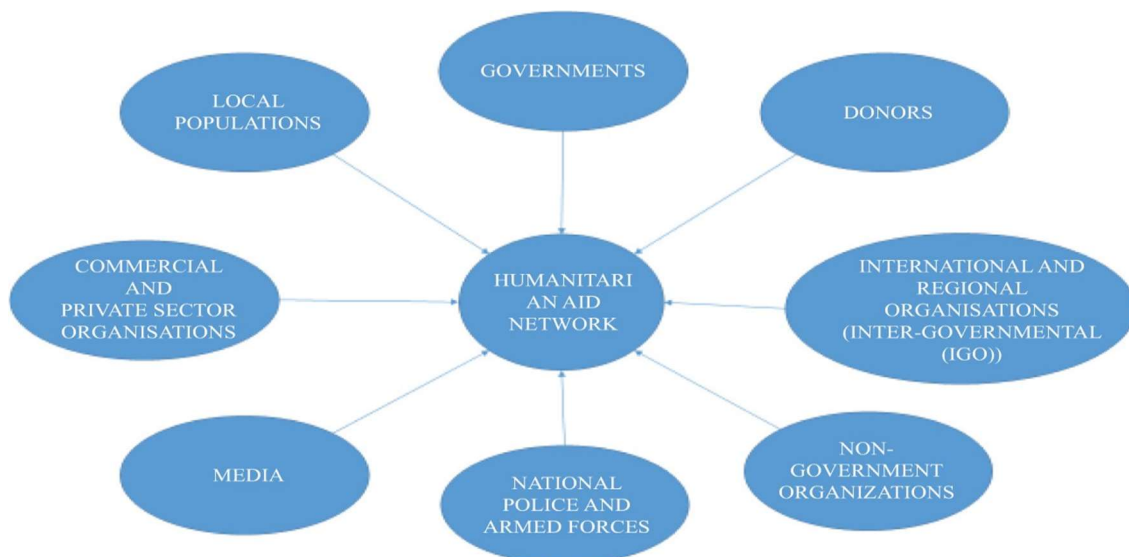 GOVERNMENTS
LOCAL
POPULATIONS
DONORS
COMMERCIAL
AND
PRIVATE SECTOR
ORGANISATIONS
HUMANITARI
AN AID
NETWORK
INTERNATIONAL AND
REGIONAL
ORGANISATIONS
(INTER-GOVERNMENTAL
(IGO))
MEDIA
NATIONAL
POLICE AND
ARMED FORCES
NON-
GOVERNMENT
ORGANIZATIONS